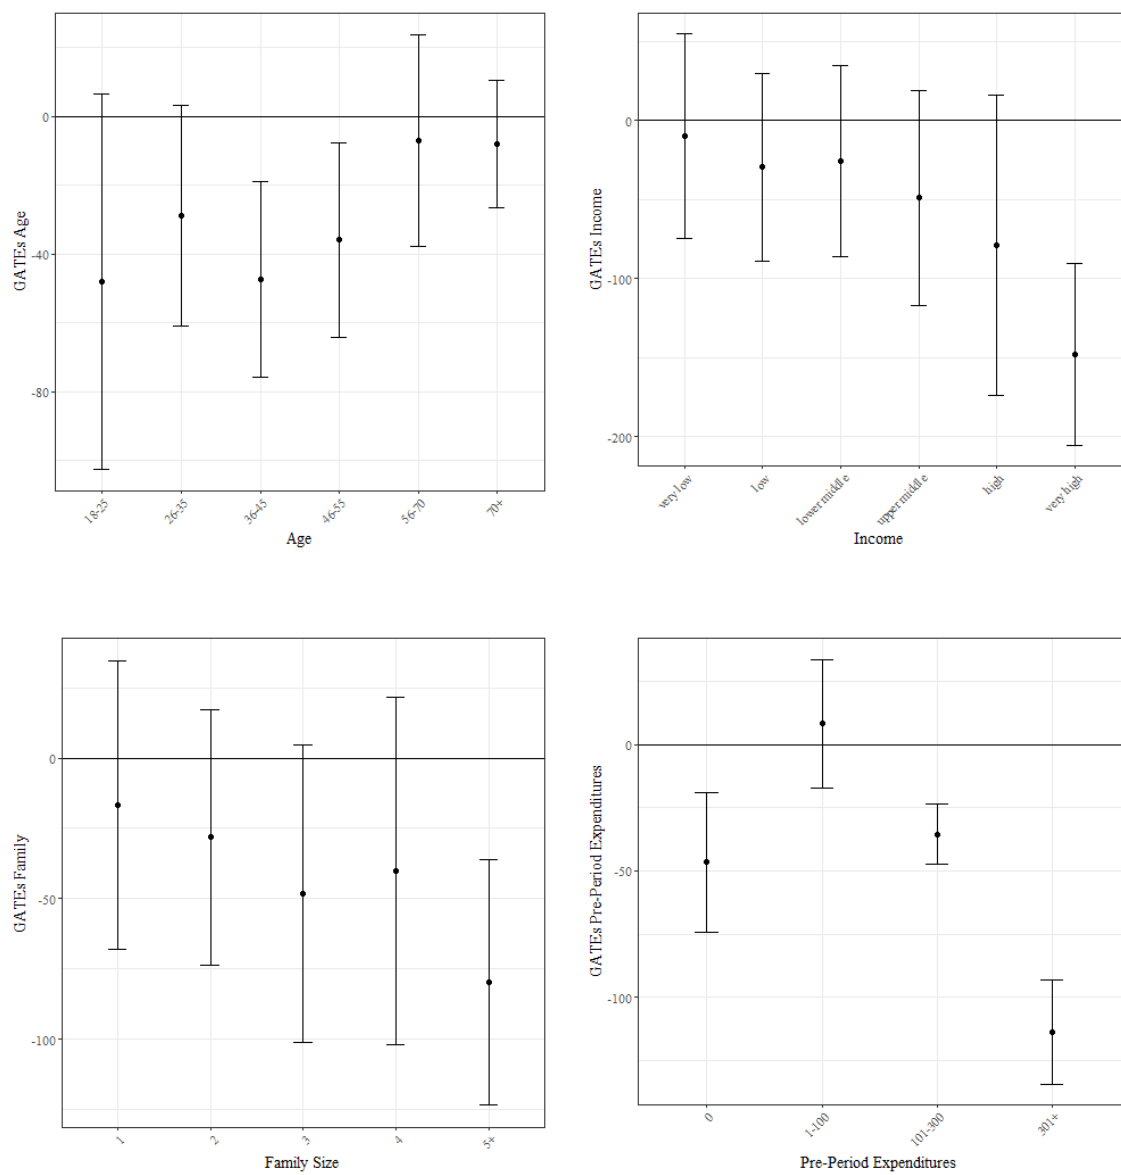 GATEs Age
0
-40
-80
18-25
26-35
36-45
46-55
56-70
70+
Age
GATEs Income
0
-100
-200
very low
low
lower middle
upper middle
high
very high
Income
GATEs Family
0
-50
-100
1
2
3
4
5+
Family Size
GATEs Pre-Period Expenditures
0
-50
-100
0
1-100
101-300
301+
Pre-Period Expenditures